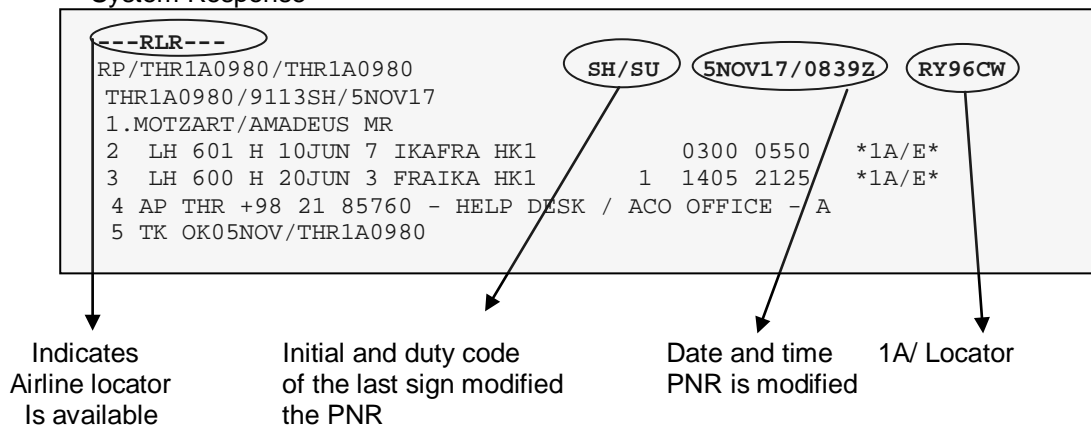 System Response
---RLR---
RP/THR1A0980/THR1A0980 SH/SU 5NOV17/0839Z RY96CW
THR1A0980/9113SH/5NOV17
1.MOTZART/AMADEUS MR
2 LH 601 H 10JUN 7 IKAFRA HK1 0300 0550 *1A/E*
3 LH 600 H 20JUN 3 FRAIKA HK1 1 1405 2125 *1A/E*
4 AP THR +98 21 85760 - HELP DESK / ACO OFFICE - A
5 TK OK05NOV/THR1A0980
Indicates
Airline locator
Is available
Initial and duty code
of the last sign modified
the PNR
Date and time
PNR is modified
1A/ Locator